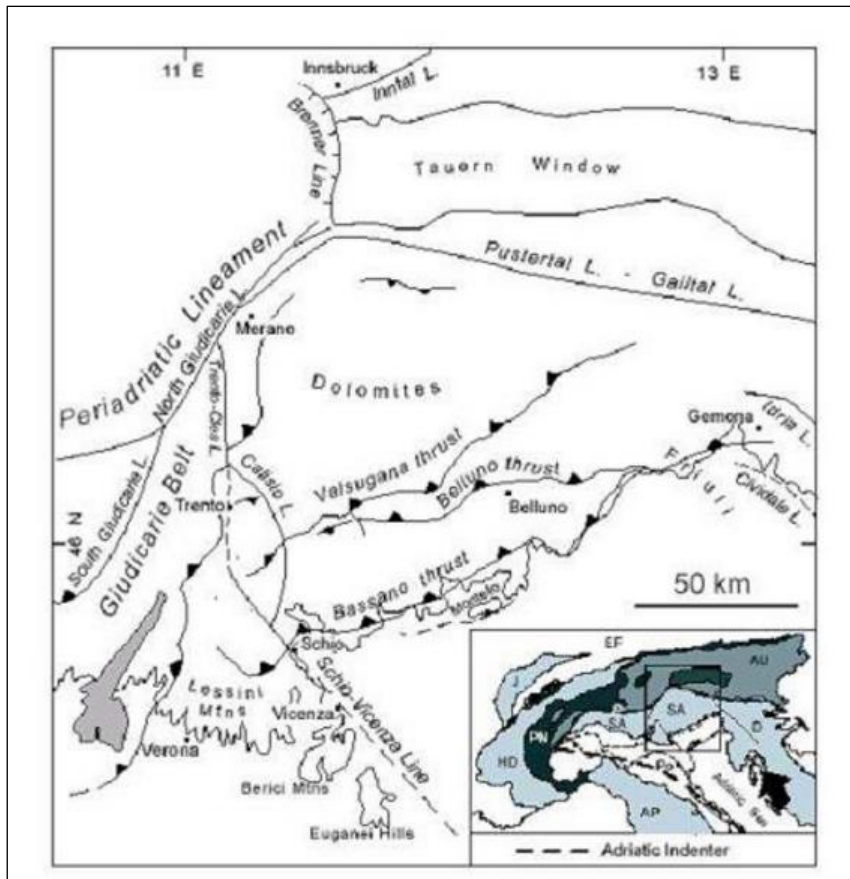 11 E
13 E
Innsbruck
Inntal L.
Brenner Line
Tauern Window
Pustertal L. - Gailtal L.
Periadriatic Lineament
North Giudicarie L.
Merano
Trento-Cles L.
Dolomites
Gemona
Idria L.
Valsugana thrust
Belluno thrust
Friuli
Cividale L.
Calisio L.
Trento
Belluno
46 N
South Giudicarie L.
Giudicarie Belt
Bassano thrust
Montello
50 km
Schio
Schio-Vicenza Line
Lessini
Mtns
Vicenza
Verona
Berici Mtns
Euganei Hills
EF
AU
J
SA
SA
D
PN
HD
Po
AP
Adriatic Sea
Adriatic Indenter